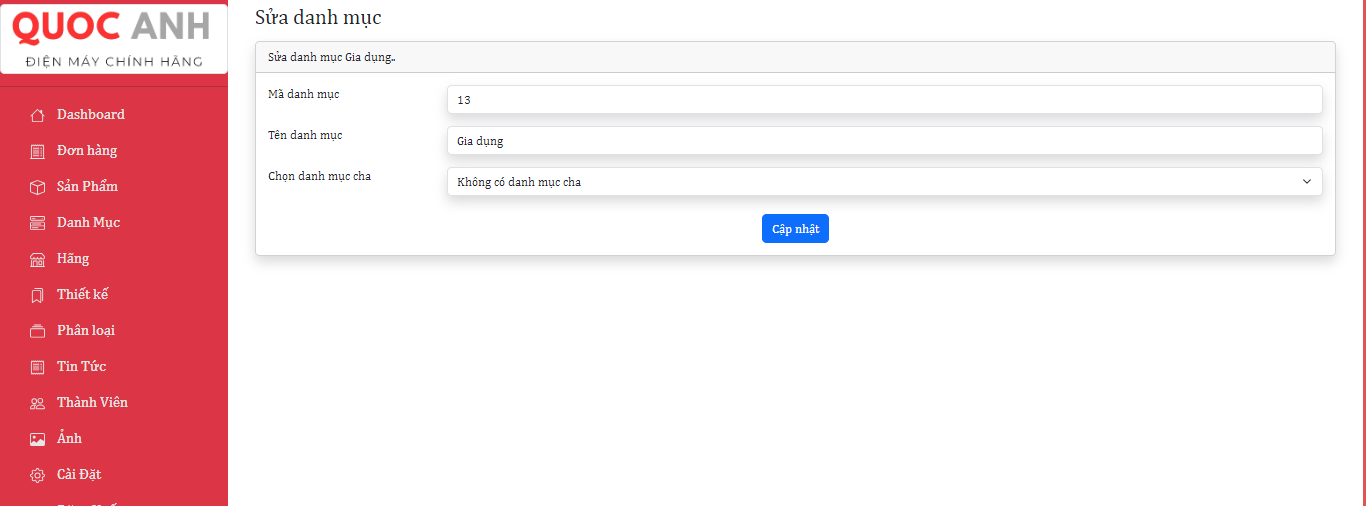 QUOC ANH
ĐIỆN MÁY CHÍNH HÃNG
Dashboard
Đơn hàng
Sản Phẩm
Danh Mục
Hãng
Thiết kế
Phân loại
Tin Tức
Thành Viên
Ảnh
Cài Đặt
Sửa danh mục
Sửa danh mục Gia dụng..
Mã danh mục
13
Tên danh mục
Gia dụng
Chọn danh mục cha
Không có danh mục cha
Cập nhật